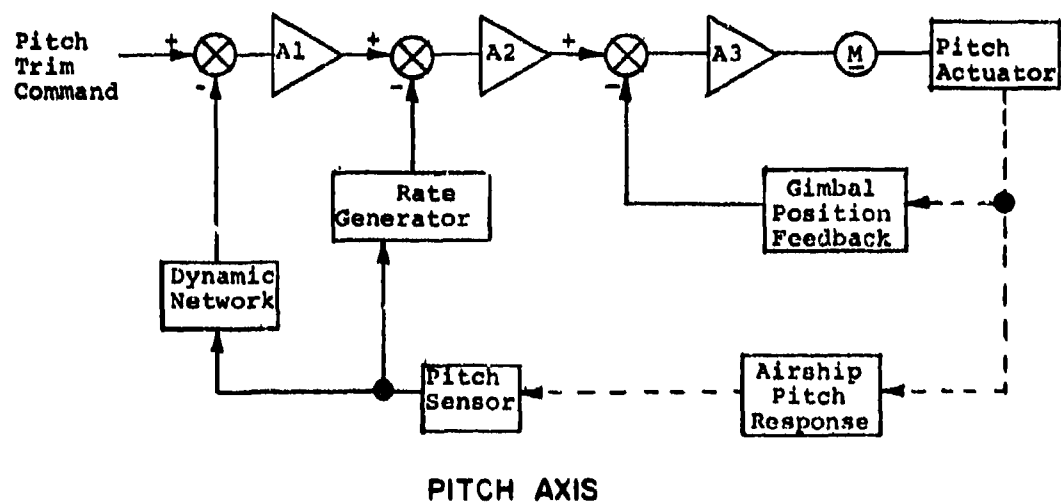 Pitch
Trim
Command
+
-
A1
+
-
A2
+
-
A3
M
Pitch
Actuator
Rate
Generator
Gimbal
Position
Feedback
Dynamic
Network
Pitch
Sensor
Airship
Pitch
Response
PITCH AXIS